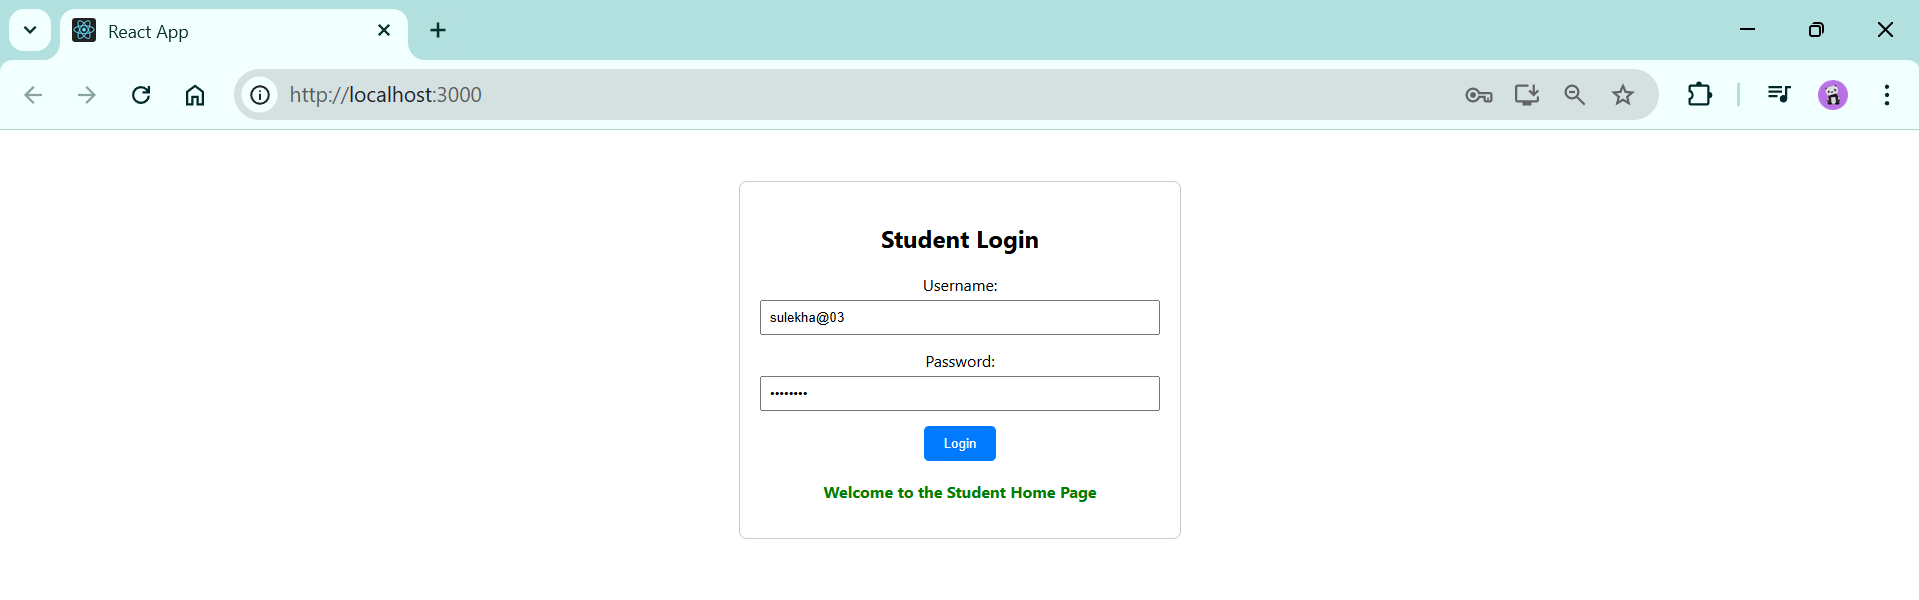 React App
http://localhost:3000
Student Login
Username:
sulekha@03
Password:
••••••••
Login
Welcome to the Student Home Page